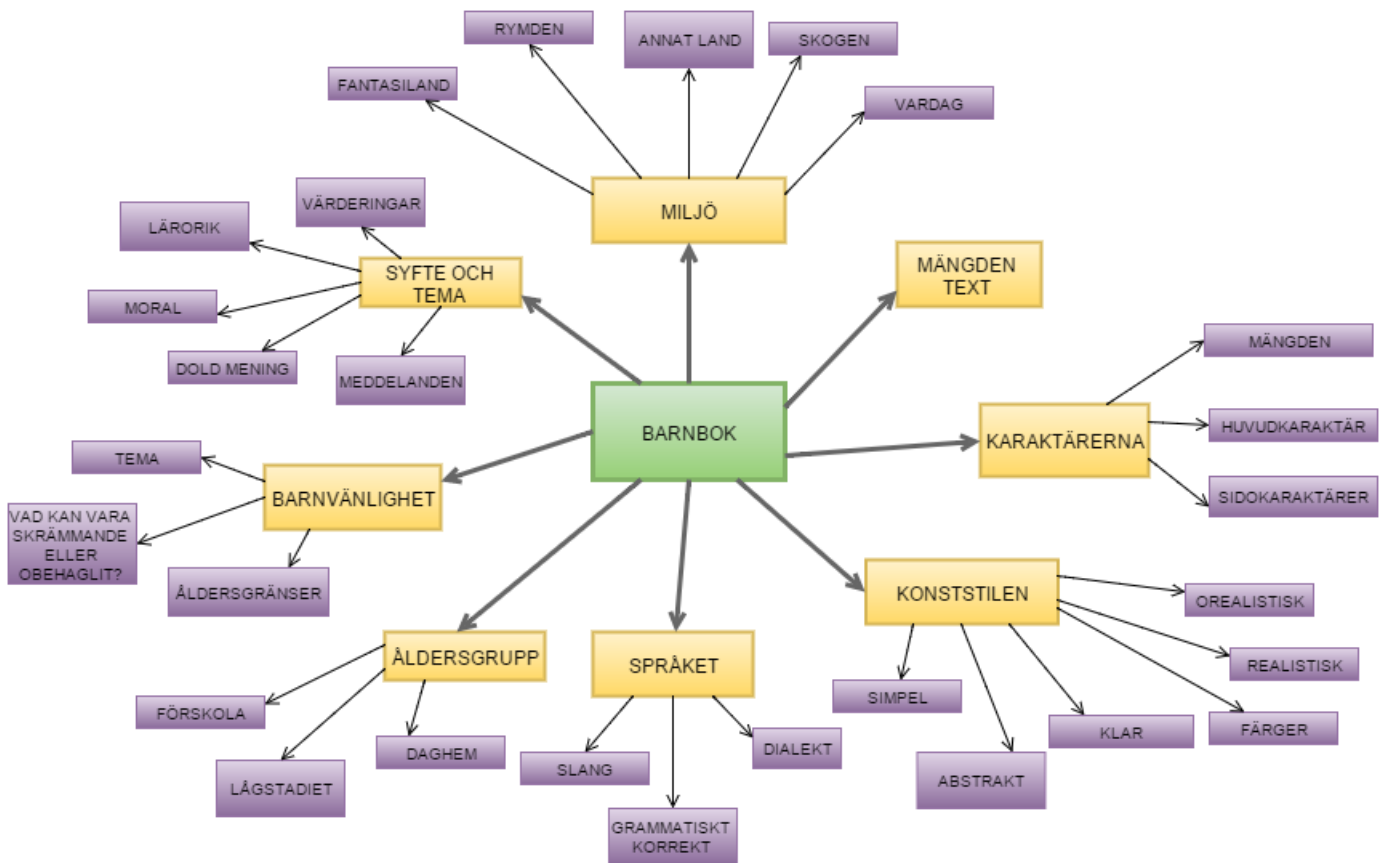 RYMDEN
ANNAT LAND
SKOGEN
FANTASILAND
VARDAG
MILJÖ
VÄRDERINGAR
LÄRORIK
SYFTE OCH
TEMA
MORAL
DOLD MENING
MEDDELANDEN
MÄNGDEN
TEXT
BARNBOK
MÄNGDEN
KARAKTÄRERNA
HUVUDKARAKTÄR
SIDOKARAKTÄRER
TEMA
BARNVÄNLIGHET
VAD KAN VARA
SKRÄMMANDE
ELLER
OBEHAGLIT?
ÅLDERSGRÄNSER
KONSTSTILEN
OREALISTISK
REALISTISK
SIMPEL
KLAR
FÄRGER
ABSTRAKT
ÅLDERSGRUPP
FÖRSKOLA
DAGHEM
LÅGSTADIET
SPRÅKET
SLANG
DIALEKT
GRAMMATISKT
KORREKT